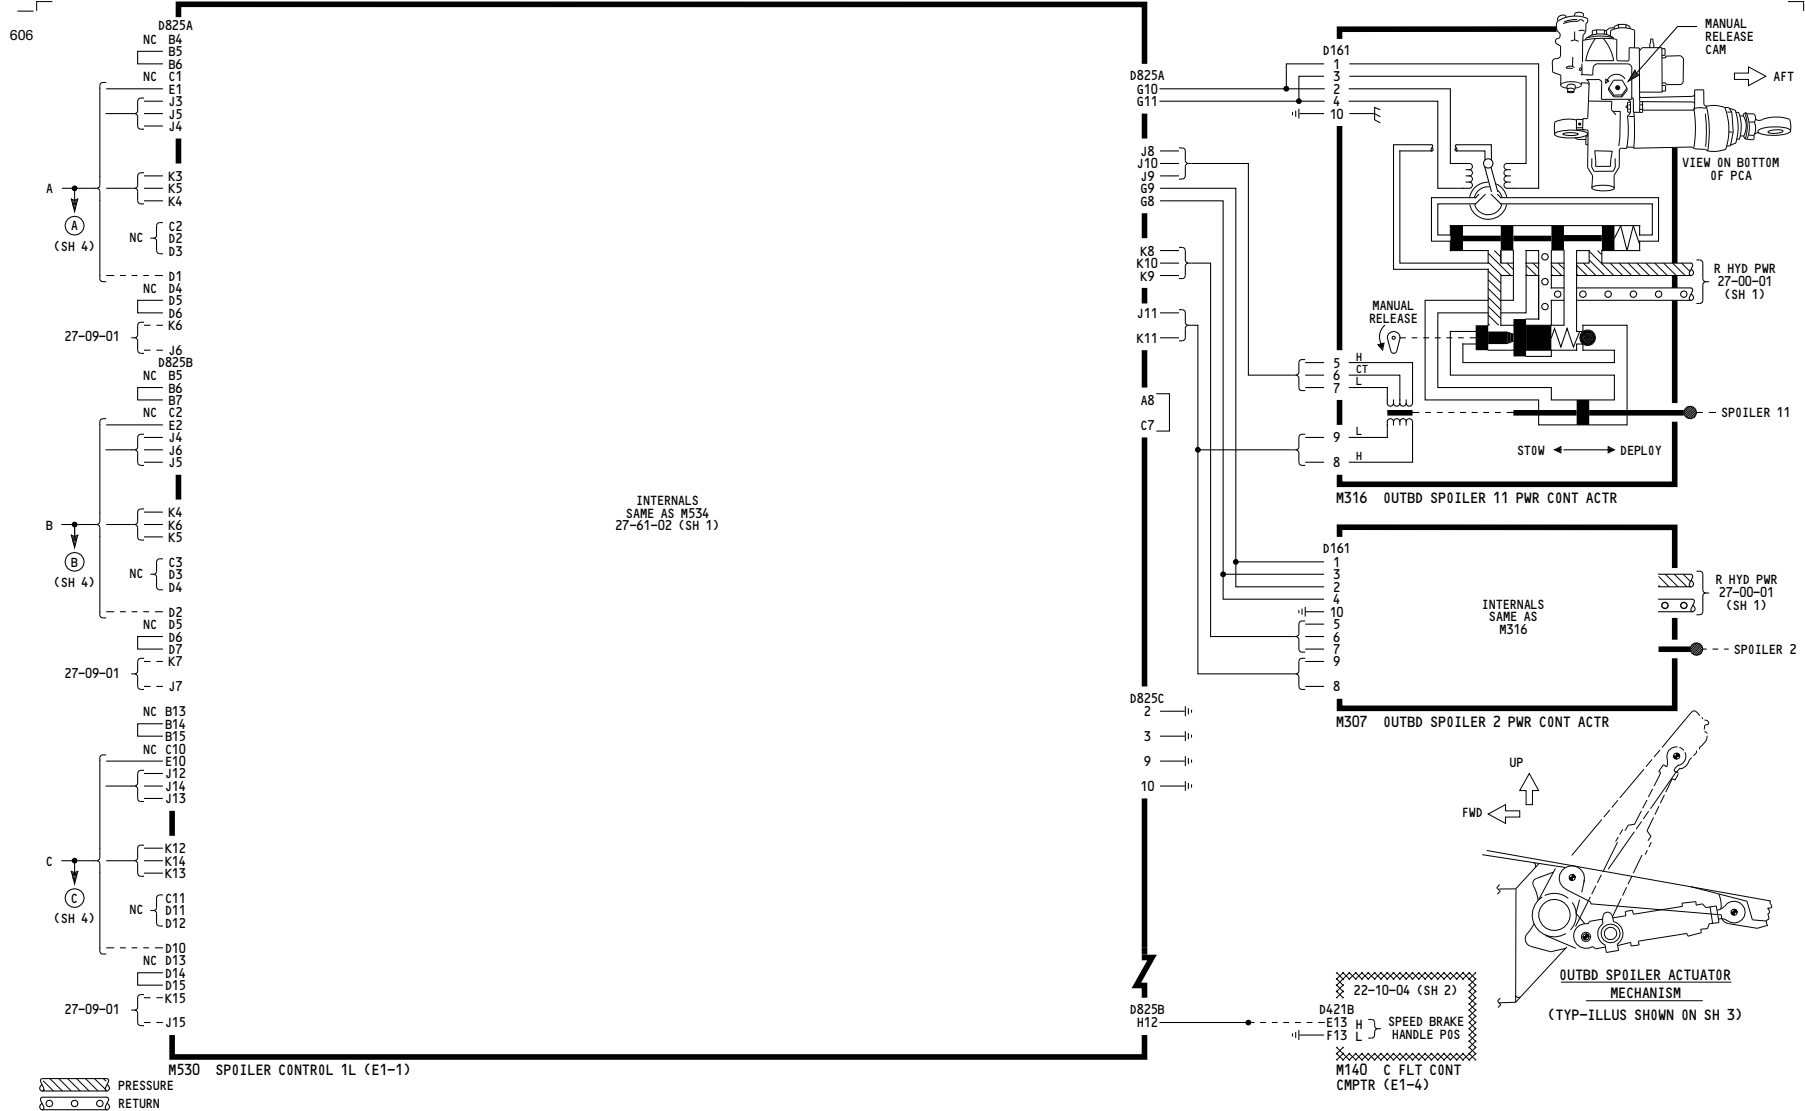 606
D825A
NC B4
B5
B6
NC C1
E1
J3
J5
J4
A
K3
K5
K4
A
(SH 4)
NC
C2
D2
D3
D1
NC D4
D5
D6
27-09-01
K6
J6
D825B
NC B5
B6
B7
NC C2
E2
J4
J6
J5
B
K4
K6
K5
B
(SH 4)
NC
C3
D3
D4
D2
NC D5
D6
D7
27-09-01
K7
J7
NC B13
B14
B15
NC C10
E10
J12
J14
J13
C
K12
K14
K13
C
(SH 4)
NC
C11
D11
D12
D10
NC D13
D14
D15
27-09-01
K15
J15
INTERNALS
SAME AS M534
27-61-02 (SH 1)
M530 SPOILER CONTROL 1L (E1-1)
PRESSURE
RETURN
D825A
G10
G11
J8
J10
J9
G9
G8
K8
K10
K9
J11
K11
A8
C7
D825C
2
3
9
10
D825B
H12
D161
1
3
2
4
10
5 H
6 CT
7 L
9 L
8 H
MANUAL
RELEASE
CAM
AFT
VIEW ON BOTTOM
OF PCA
R HYD PWR
27-00-01
(SH 1)
MANUAL
RELEASE
SPOILER 11
STOW
DEPLOY
M316 OUTBD SPOILER 11 PWR CONT ACTR
D161
1
3
2
4
10
5
6
7
9
8
INTERNALS
SAME AS
M316
R HYD PWR
27-00-01
(SH 1)
SPOILER 2
M307 OUTBD SPOILER 2 PWR CONT ACTR
UP
FWD
OUTBD SPOILER ACTUATOR
MECHANISM
(TYP-ILLUS SHOWN ON SH 3)
22-10-04 (SH 2)
D421B
E13 H
F13 L
SPEED BRAKE
HANDLE POS
M140 C FLT CONT
CMPTR (E1-4)